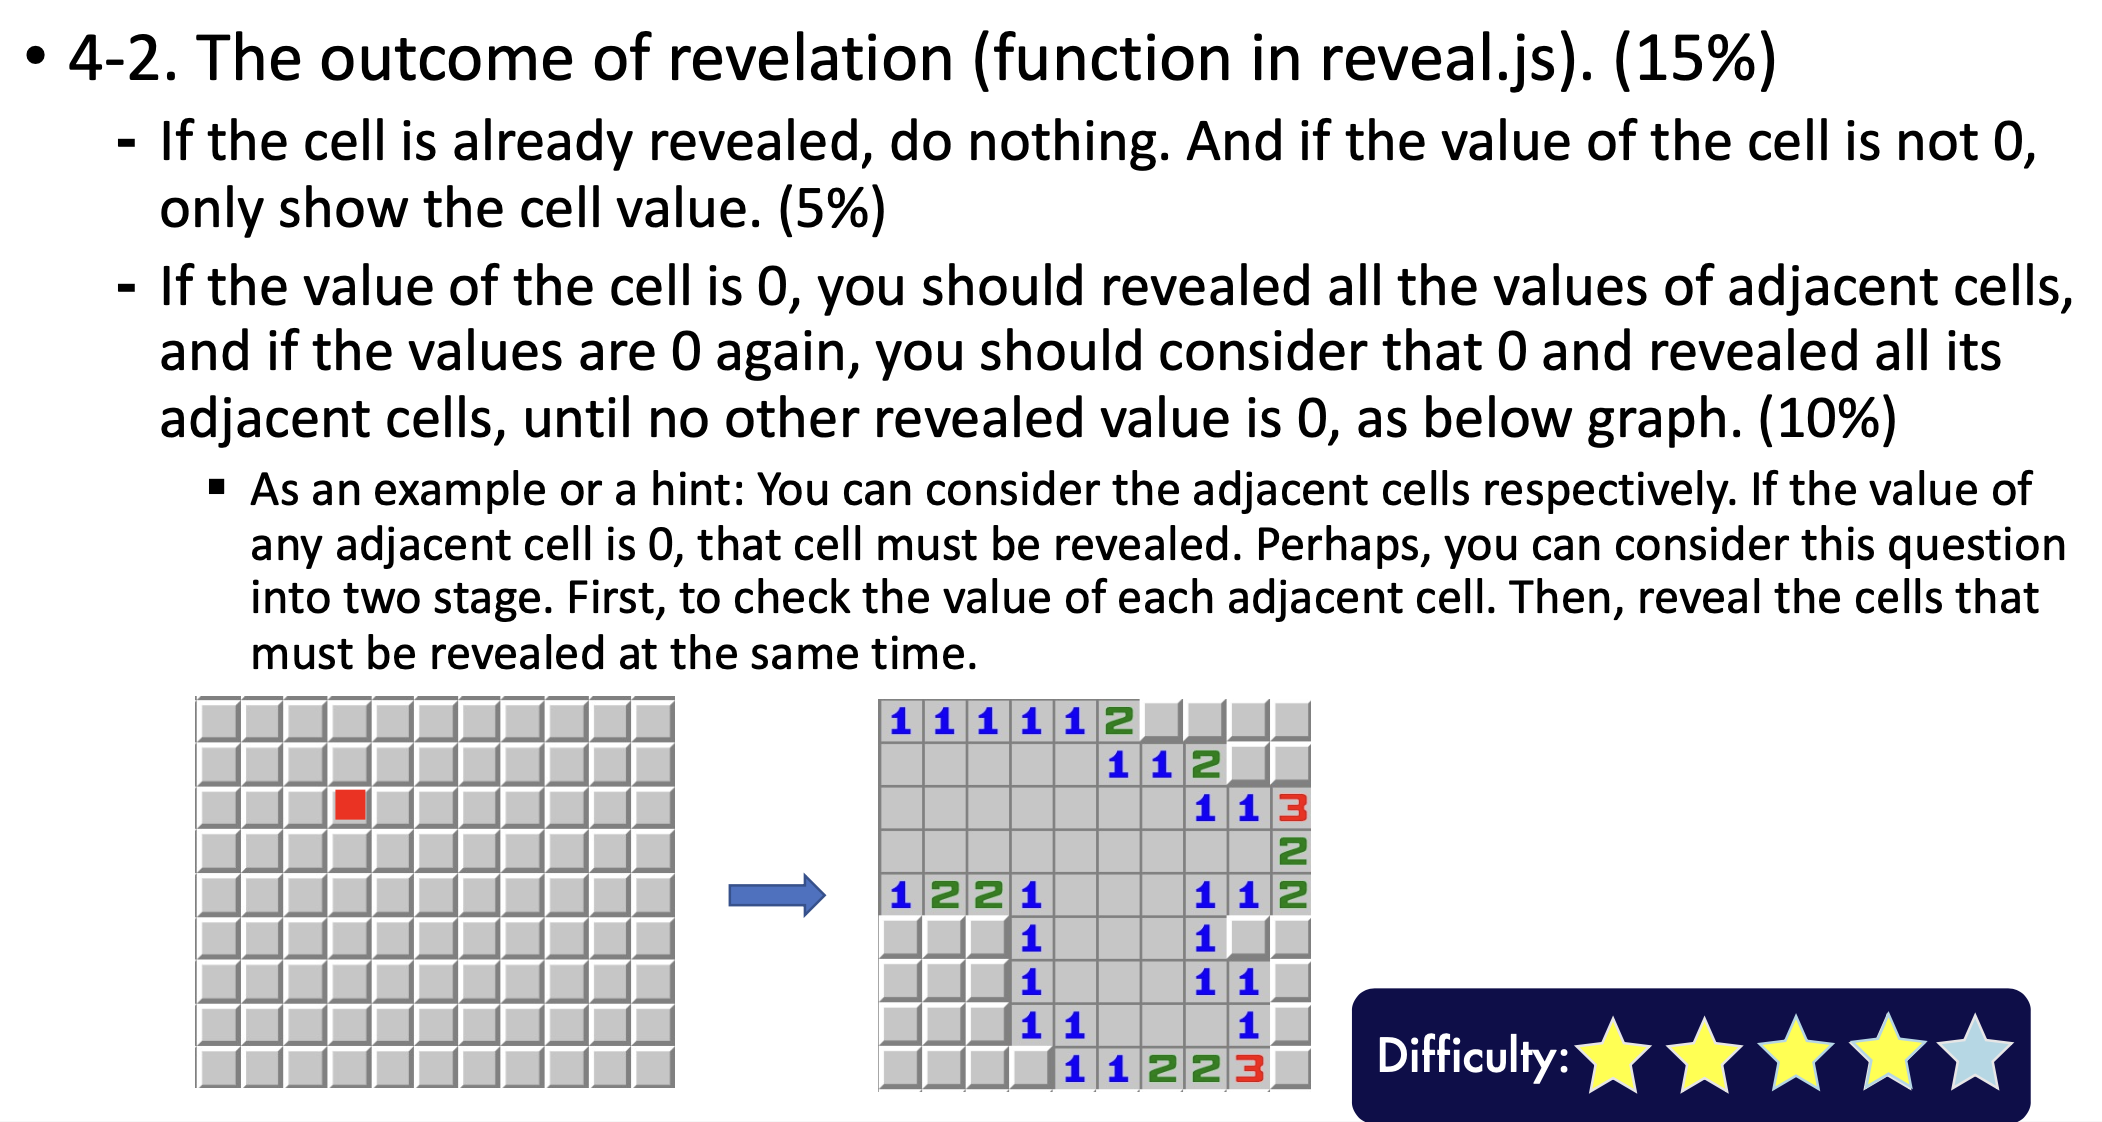 • 4-2. The outcome of revelation (function in reveal.js). (15%)
- If the cell is already revealed, do nothing. And if the value of the cell is not 0,
only show the cell value. (5%)
- If the value of the cell is 0, you should revealed all the values of adjacent cells,
and if the values are 0 again, you should consider that 0 and revealed all its
adjacent cells, until no other revealed value is 0, as below graph. (10%)
▪ As an example or a hint: You can consider the adjacent cells respectively. If the value of
any adjacent cell is 0, that cell must be revealed. Perhaps, you can consider this question
into two stage. First, to check the value of each adjacent cell. Then, reveal the cells that
must be revealed at the same time.
1 1 1 1 1 2
1 1 2
1 1 3
2
1 2 2 1 1 1 2
1 1
1 1 1
1 1 1
1 1 2 2 3
Difficulty: